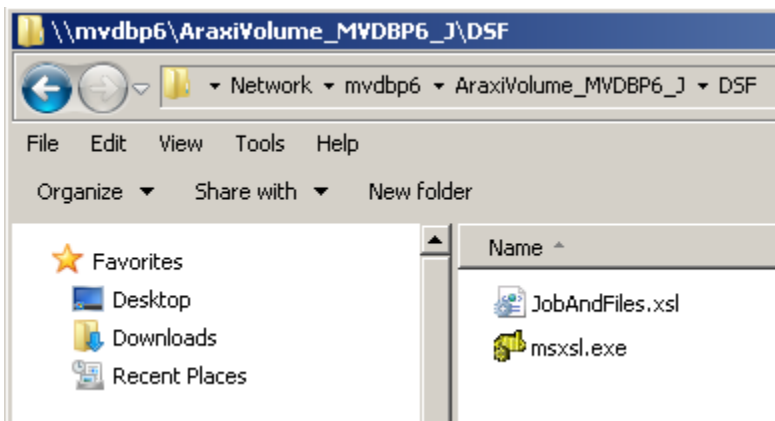 \\mvdbp6\AraxiVolume_MVDBP6_J\DSF
Network mvdbp6 AraxiVolume_MVDBP6_J DSF
File Edit View Tools Help
Organize Share with New folder
Favorites
Desktop
Downloads
Recent Places
Name
JobAndFiles.xsl
msxsl.exe